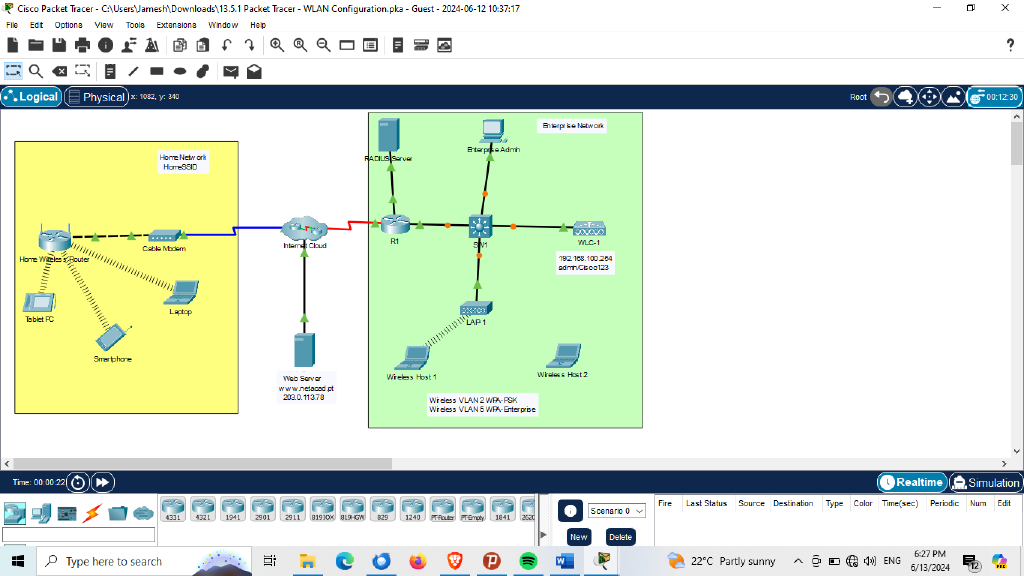 Cisco Packet Tracer - C:\Users\Jamesh\Downloads\13.5.1 Packet Tracer - WLAN Configuration.pka - Guest - 2024-06-12 10:37:17
File Edit Options View Tools Extensions Window Help
?
Logical Physical x: 1082, y: 340 Root 00:12:30
Enterprise Network
Enterprise Admin
Home Network
HomeSSID
RADIUS Server
R1
SW1
WLC-1
Internet Cloud
Cable Modem
Home Wireless Router
192.168.100.254
admin/Cisco123
Laptop
Tablet PC
LAP 1
Smartphone
Wireless Host 1
Wireless Host 2
Web Server
www.netacad.pt
203.0.113.78
Wireless VLAN 2 WPA-PSK
Wireless VLAN 5 WPA-Enterprise
Time: 00:00:22 Realtime Simulation
4331 4321 1941 2901 2911 819IOX 819HGW 829 1240 PT-Router PT-Empty 1841 2620
Scenario 0
New Delete
Fire Last Status Source Destination Type Color Time(sec) Periodic Num Edit
Type here to search
22°C Partly sunny
ENG
6:27 PM
6/13/2024
12